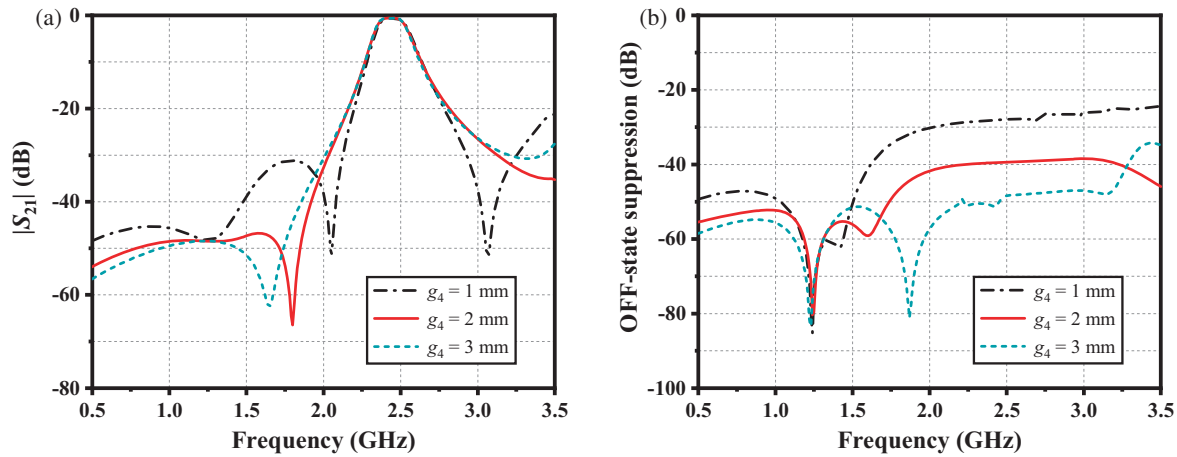 (a)
0
-20
-40
-60
-80
|S₂₁| (dB)
0.5 1.0 1.5 2.0 2.5 3.0 3.5
Frequency (GHz)
g₄ = 1 mm
g₄ = 2 mm
g₄ = 3 mm
(b)
0
-20
-40
-60
-80
-100
OFF-state suppression (dB)
0.5 1.0 1.5 2.0 2.5 3.0 3.5
Frequency (GHz)
g₄ = 1 mm
g₄ = 2 mm
g₄ = 3 mm